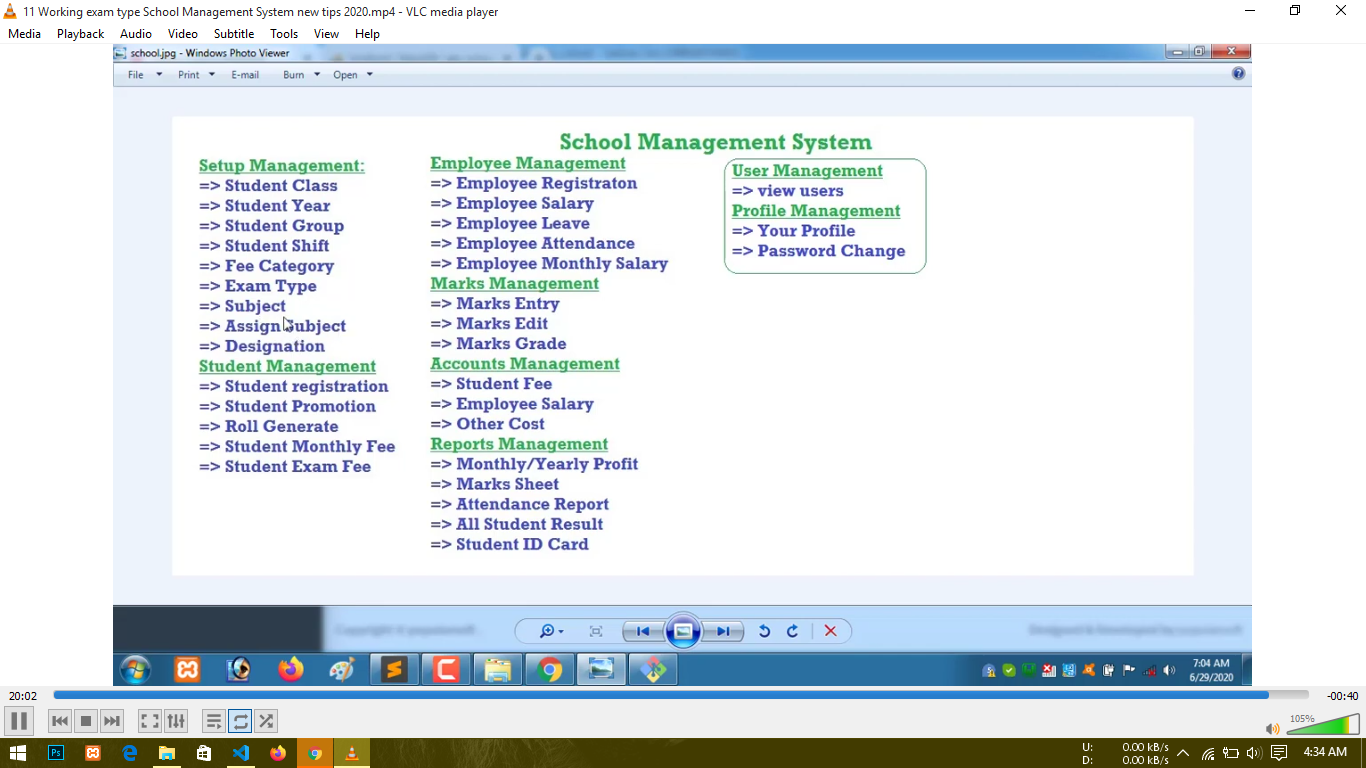 11 Working exam type School Management System new tips 2020.mp4 - VLC media player
Media Playback Audio Video Subtitle Tools View Help
school.jpg - Windows Photo Viewer
File Print E-mail Burn Open
School Management System
Setup Management:
=> Student Class
=> Student Year
=> Student Group
=> Student Shift
=> Fee Category
=> Exam Type
=> Subject
=> Assign Subject
=> Designation
Student Management
=> Student registration
=> Student Promotion
=> Roll Generate
=> Student Monthly Fee
=> Student Exam Fee
Employee Management
=> Employee Registraton
=> Employee Salary
=> Employee Leave
=> Employee Attendance
=> Employee Monthly Salary
Marks Management
=> Marks Entry
=> Marks Edit
=> Marks Grade
Accounts Management
=> Student Fee
=> Employee Salary
=> Other Cost
Reports Management
=> Monthly/Yearly Profit
=> Marks Sheet
=> Attendance Report
=> All Student Result
=> Student ID Card
User Management
=> view users
Profile Management
=> Your Profile
=> Password Change
7:04 AM
6/29/2020
20:02
-00:40
105%
U: 0.00 kB/s
D: 0.00 kB/s
4:34 AM